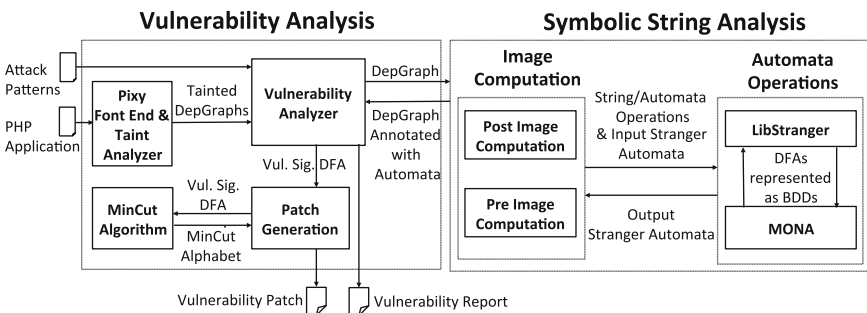 Vulnerability Analysis
Attack
Patterns
PHP
Application
Pixy
Font End &
Taint
Analyzer
Tainted
DepGraphs
Vulnerability
Analyzer
DepGraph
DepGraph
Annotated
with
Automata
Vul. Sig. DFA
Vul. Sig.
DFA
MinCut
Algorithm
MinCut
Alphabet
Patch
Generation
Vulnerability Patch
Vulnerability Report
Symbolic String Analysis
Image
Computation
Post Image
Computation
Pre Image
Computation
String/Automata
Operations
& Input Stranger
Automata
Output
Stranger Automata
Automata
Operations
LibStranger
DFAs
represented
as BDDs
MONA